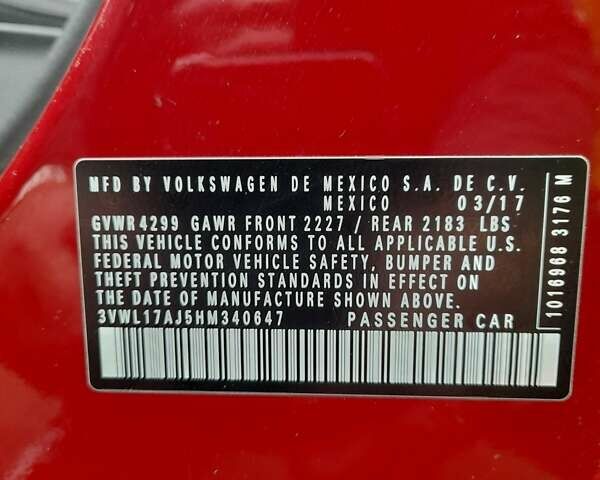 MFD BY VOLKSWAGEN DE MEXICO S.A. DE C.V.
MEXICO 03/17
GVWR 4299 GAWR FRONT 2227 / REAR 2183 LBS
THIS VEHICLE CONFORMS TO ALL APPLICABLE U.S.
FEDERAL MOTOR VEHICLE SAFETY, BUMPER AND
THEFT PREVENTION STANDARDS IN EFFECT ON
THE DATE OF MANUFACTURE SHOWN ABOVE.
3VWL17AJ5HM340647 PASSENGER CAR
1016968 3176 M